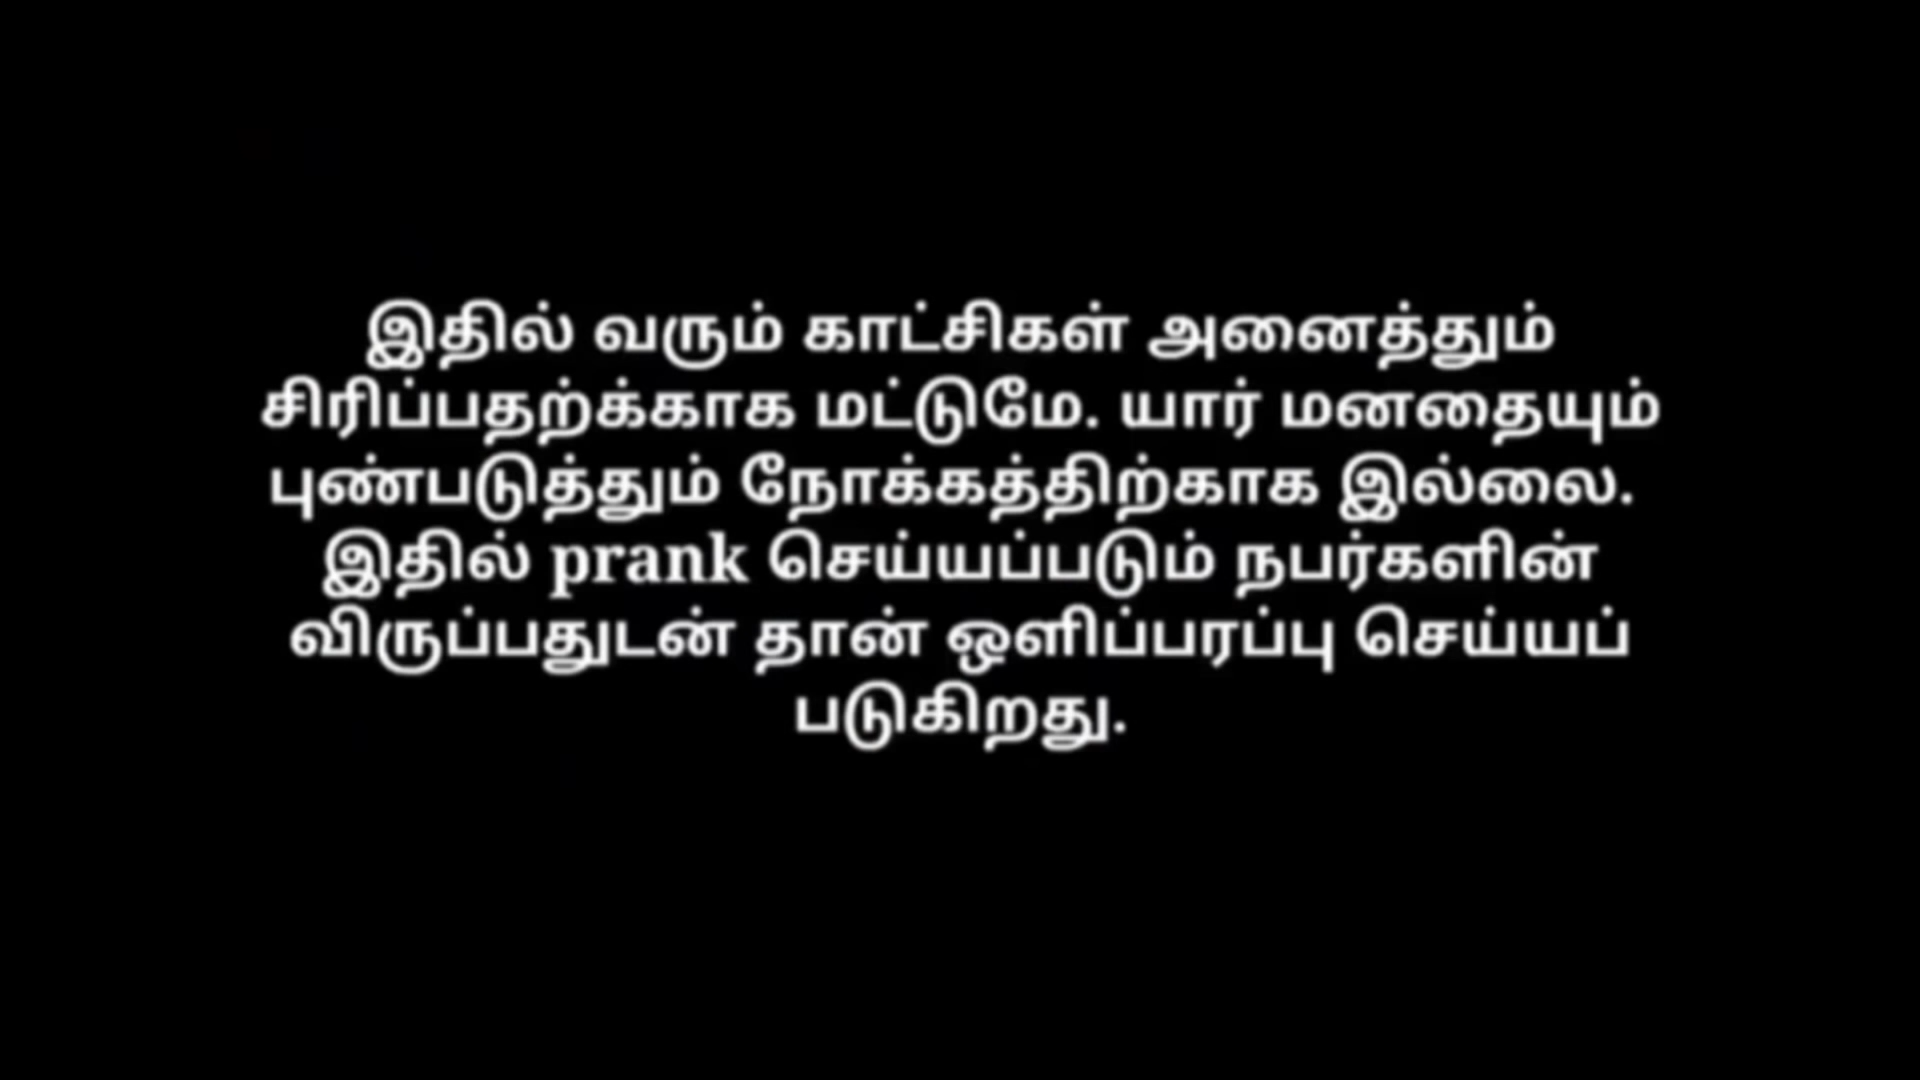 இதில் வரும் காட்சிகள் அனைத்தும்
சிரிப்பதற்க்காக மட்டுமே. யார் மனதையும்
புண்படுத்தும் நோக்கத்திற்காக இல்லை.
இதில் prank செய்யப்படும் நபர்களின்
விருப்பதுடன் தான் ஒளிப்பரப்பு செய்யப்
படுகிறது.